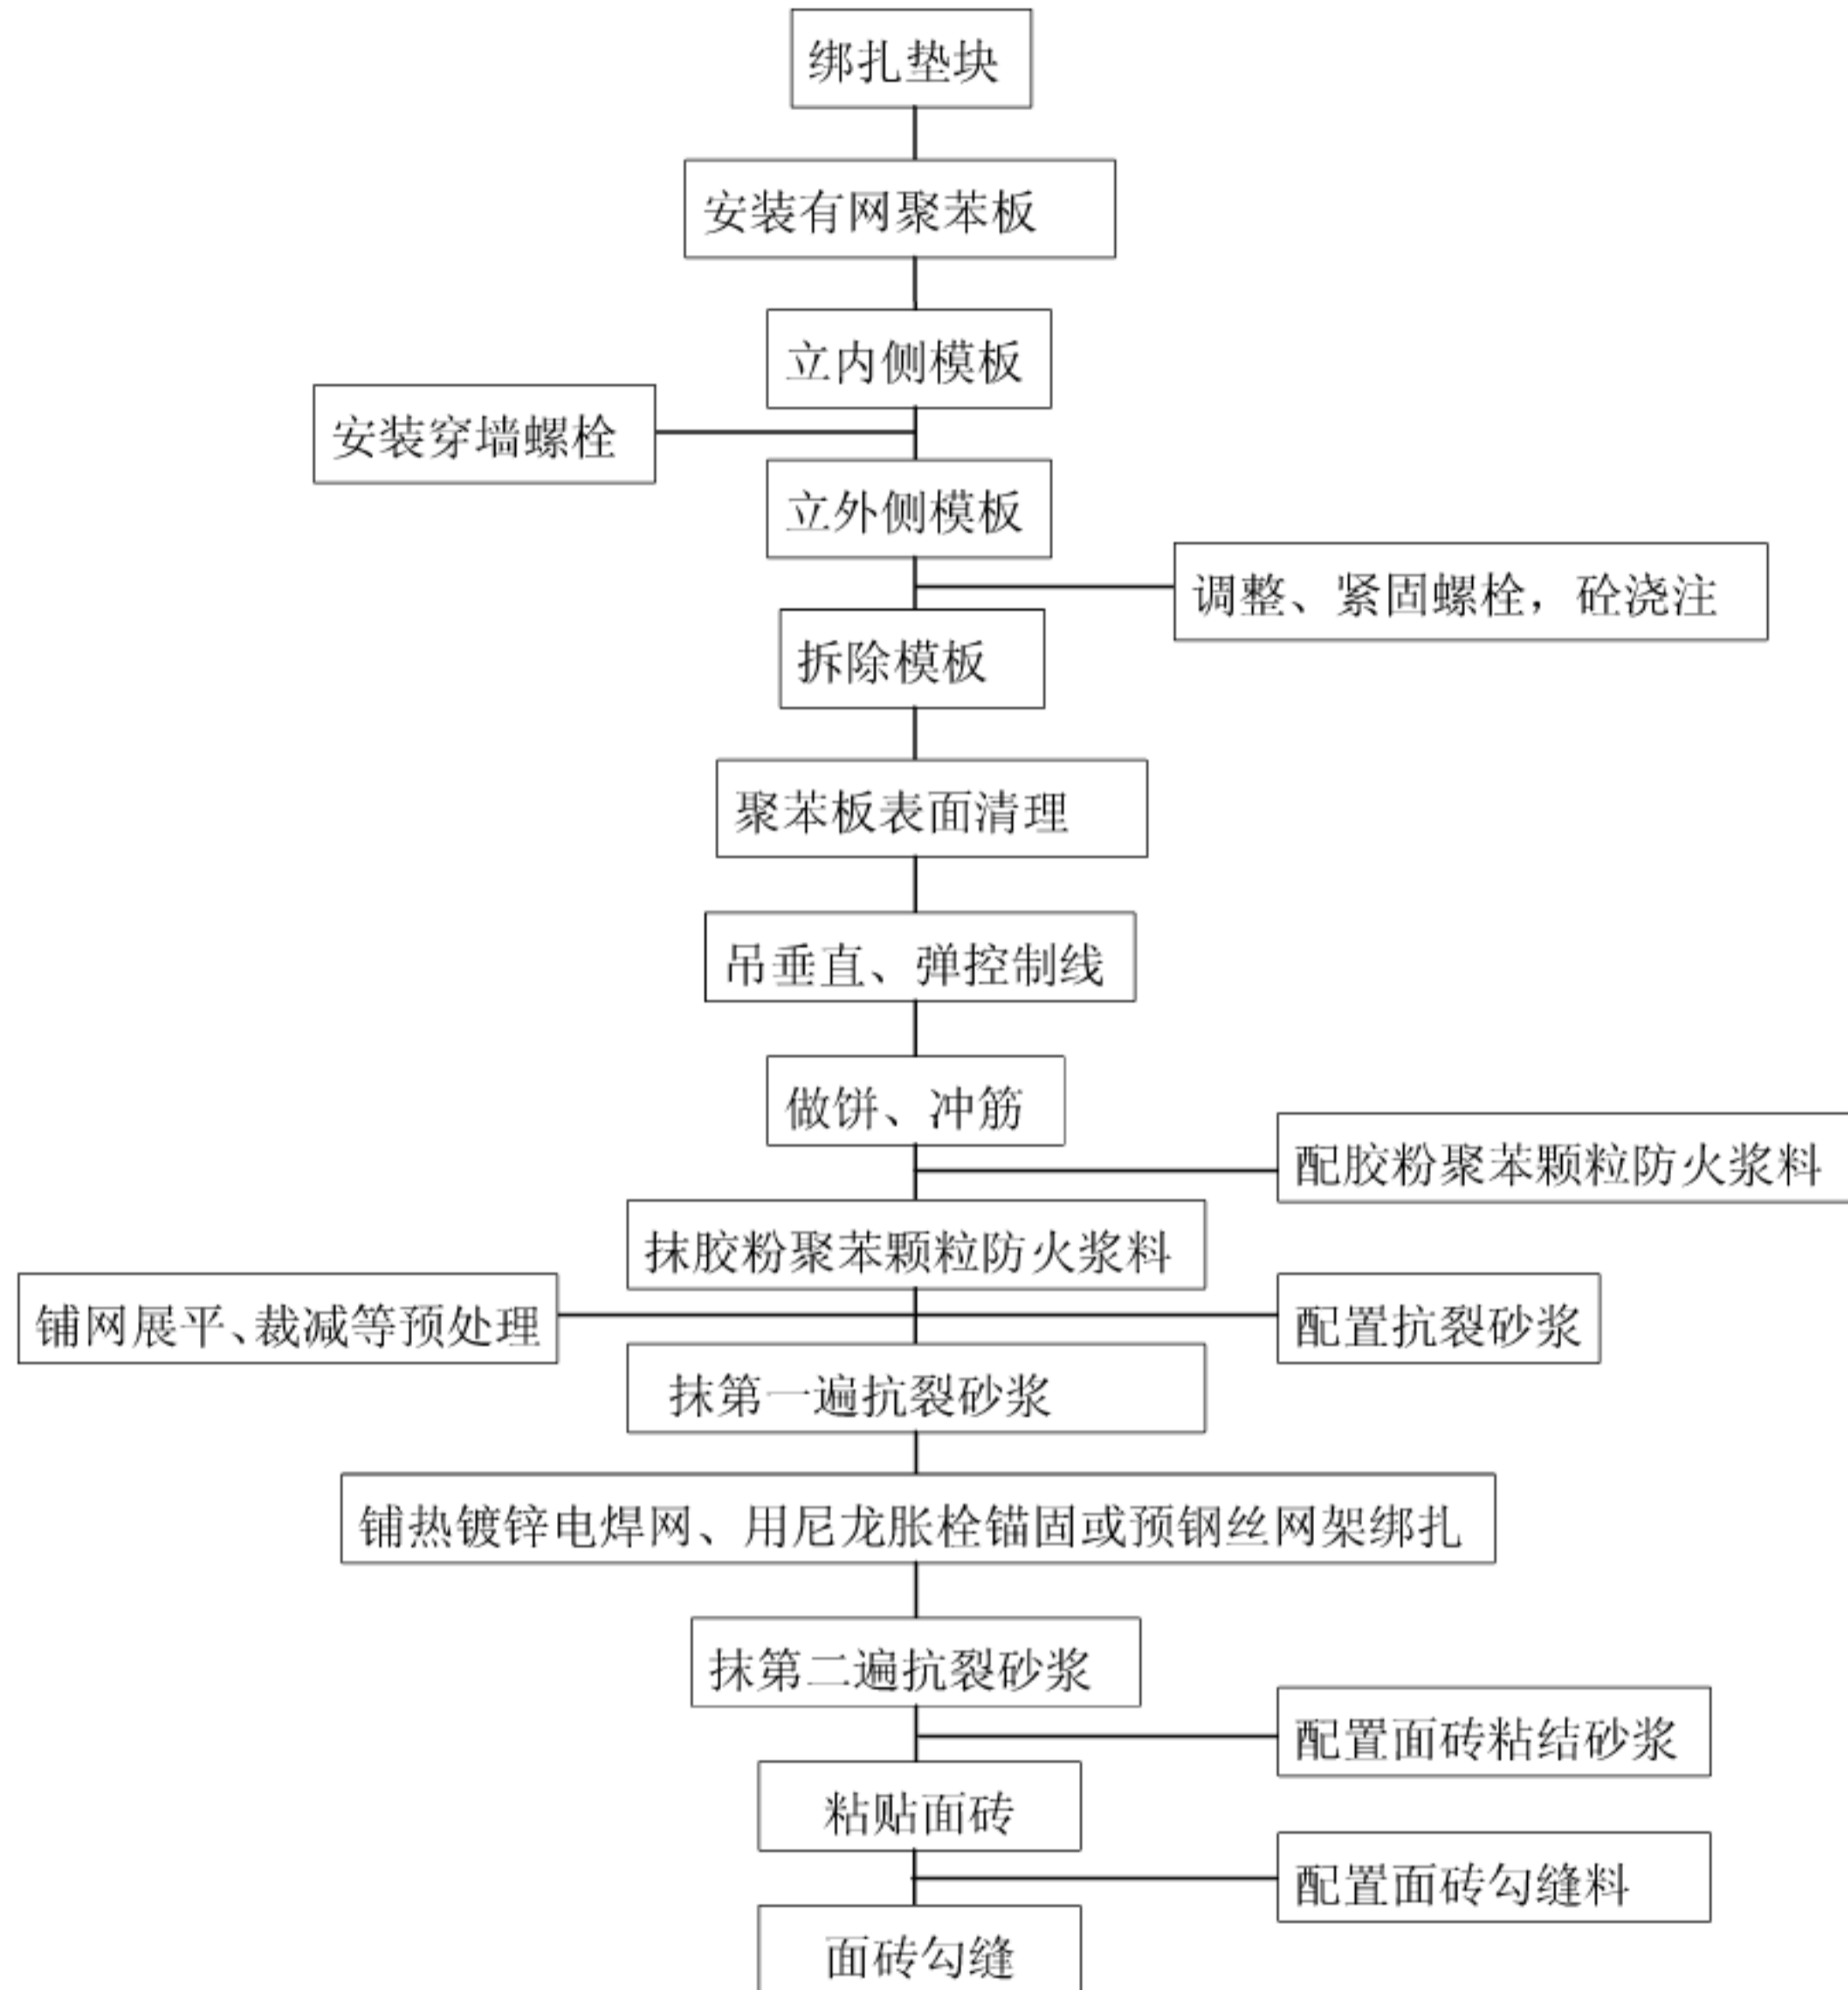 绑扎垫块
安装有网聚苯板
立内侧模板
安装穿墙螺栓
立外侧模板
调整、紧固螺栓，砼浇注
拆除模板
聚苯板表面清理
吊垂直、弹控制线
做饼、冲筋
配胶粉聚苯颗粒防火浆料
抹胶粉聚苯颗粒防火浆料
铺网展平、裁减等预处理
配置抗裂砂浆
抹第一遍抗裂砂浆
铺热镀锌电焊网、用尼龙胀栓锚固或预钢丝网架绑扎
抹第二遍抗裂砂浆
配置面砖粘结砂浆
粘贴面砖
配置面砖勾缝料
面砖勾缝